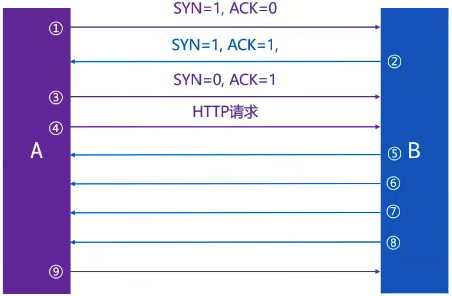 SYN=1, ACK=0
①
SYN=1, ACK=1,
②
SYN=0, ACK=1
③
HTTP请求
④
A
B
⑤
⑥
⑦
⑧
⑨